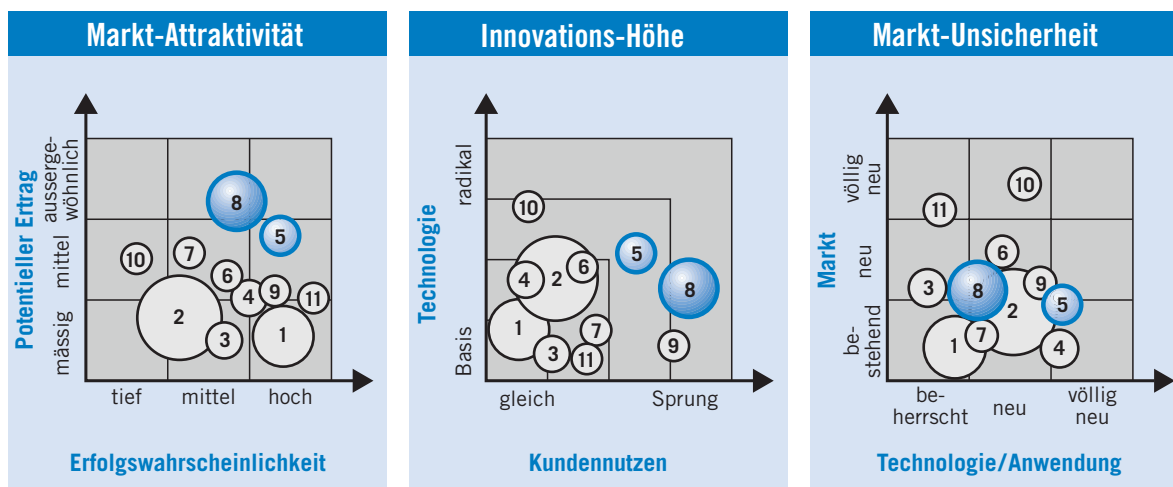 Markt-Attraktivität
Potentieller Ertrag
ausserge-
wöhnlich
mittel
mässig
8
5
10
7
6
4
9
11
2
3
1
tief
mittel
hoch
Erfolgswahrscheinlichkeit
Innovations-Höhe
Technologie
radikal
Basis
10
5
6
4
2
8
1
7
9
3
11
gleich
Sprung
Kundennutzen
Markt-Unsicherheit
Markt
völlig
neu
neu
be-
stehend
10
11
6
3
8
9
2
5
7
1
4
be-
herrscht
neu
völlig
neu
Technologie/Anwendung